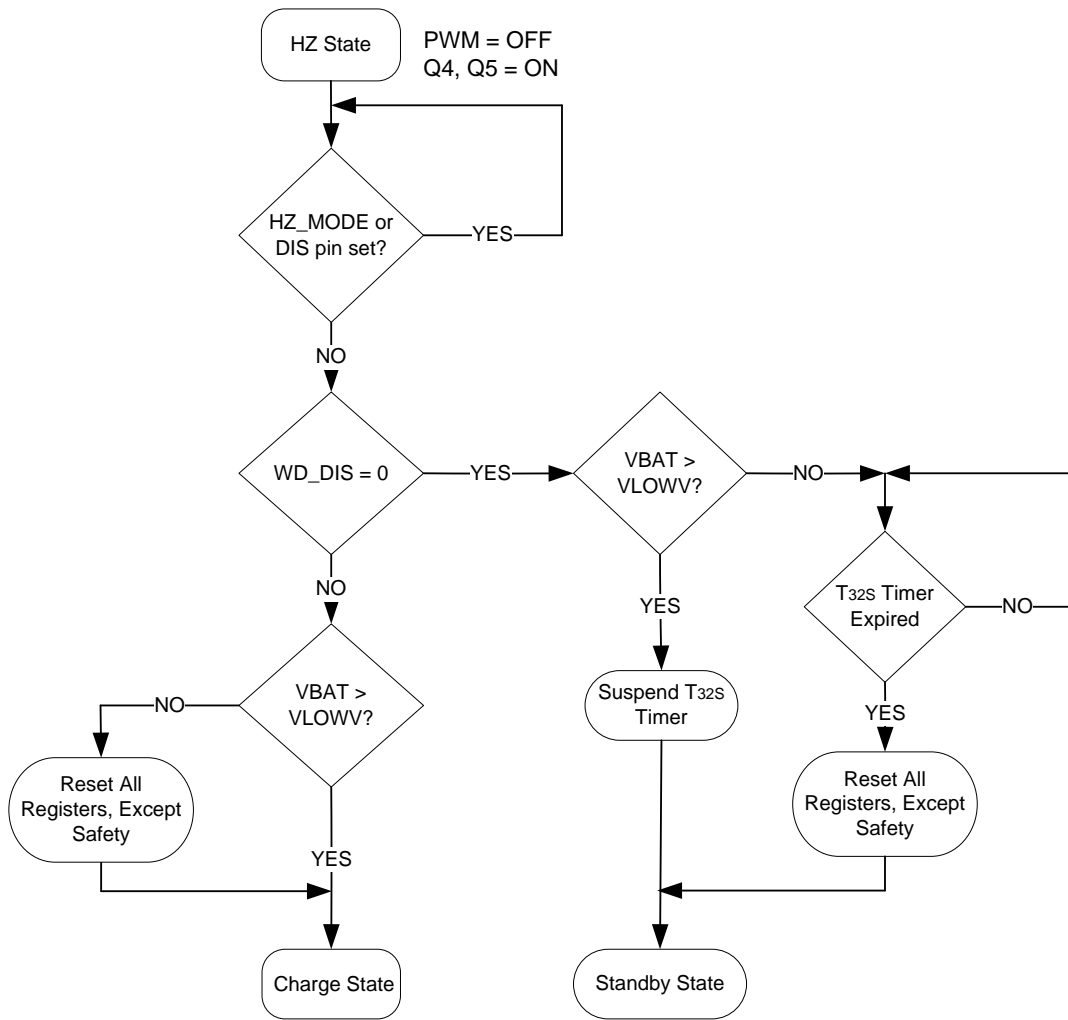 HZ State
PWM = OFF
Q4, Q5 = ON
HZ_MODE or
DIS pin set?
YES
NO
WD_DIS = 0
YES
VBAT >
VLOWV?
NO
NO
YES
T32S Timer
Expired
NO
VBAT >
VLOWV?
NO
Suspend T32S
Timer
YES
Reset All
Registers, Except
Safety
Reset All
Registers, Except
Safety
YES
Charge State
Standby State